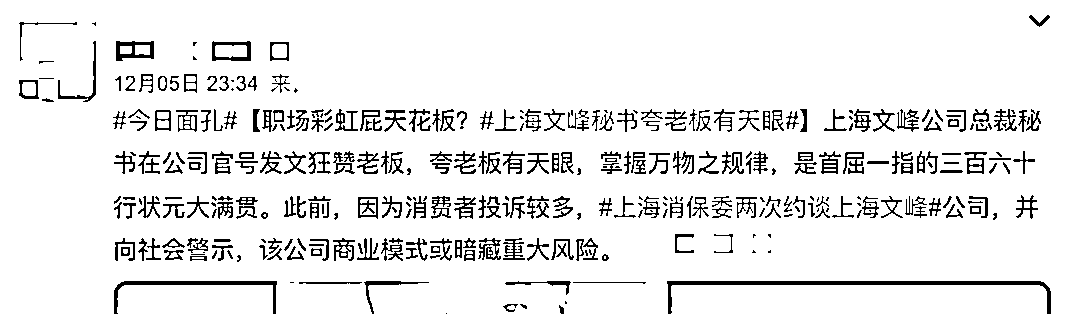 12月05日 23:34 来.
#今日面孔#【职场彩虹屁天花板？#上海文峰秘书夸老板有天眼#】上海文峰公司总裁秘
书在公司官号发文狂赞老板，夸老板有天眼，掌握万物之规律，是首屈一指的三百六十
行状元大满贯。此前，因为消费者投诉较多，#上海消保委两次约谈上海文峰#公司，并
向社会警示，该公司商业模式或暗藏重大风险。